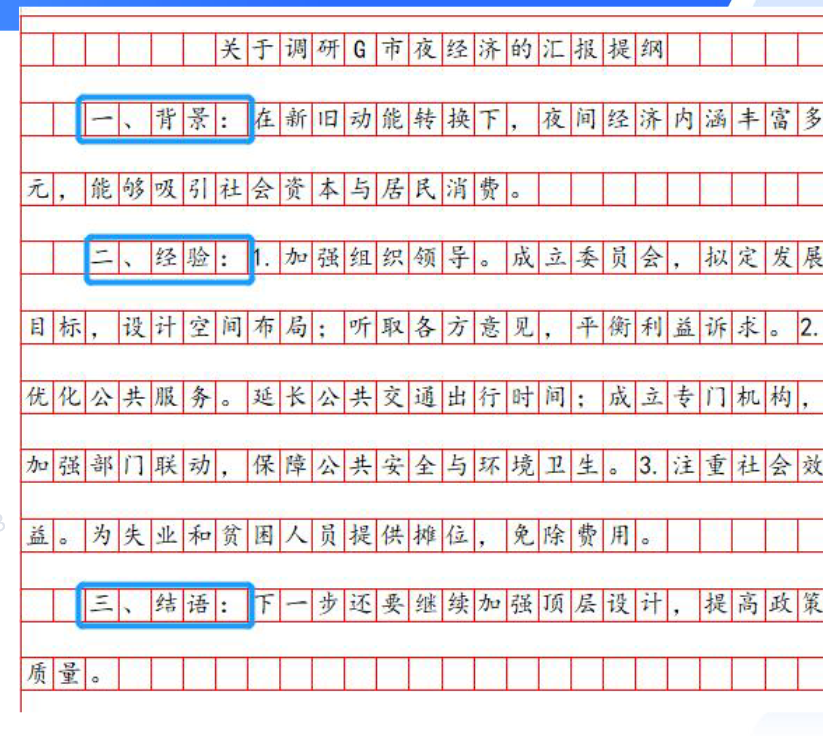 关于调研G市夜经济的汇报提纲
一、背景：在新旧动能转换下，夜间经济内涵丰富多
元，能够吸引社会资本与居民消费。
二、经验：1.加强组织领导。成立委员会，拟定发展
目标，设计空间布局；听取各方意见，平衡利益诉求。2.
优化公共服务。延长公共交通出行时间；成立专门机构，
加强部门联动，保障公共安全与环境卫生。3.注重社会效
益。为失业和贫困人员提供摊位，免除费用。
三、结语：下一步还要继续加强顶层设计，提高政策
质量。